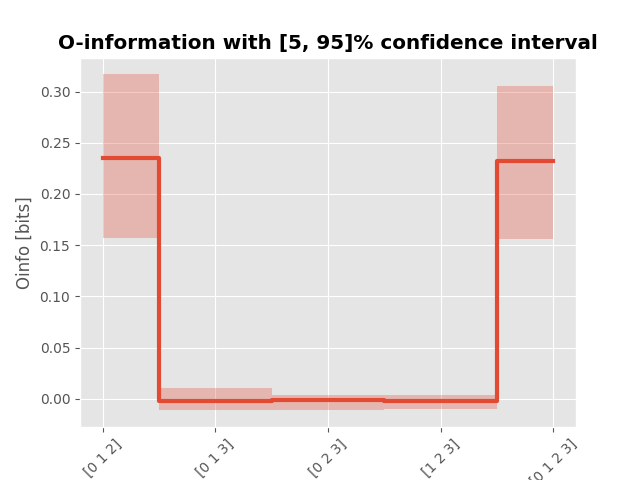 O-information with [5, 95]% confidence interval
Oinfo [bits]
0.30
0.25
0.20
0.15
0.10
0.05
0.00
[0 1 2]
[0 1 3]
[0 2 3]
[1 2 3]
[0 1 2 3]